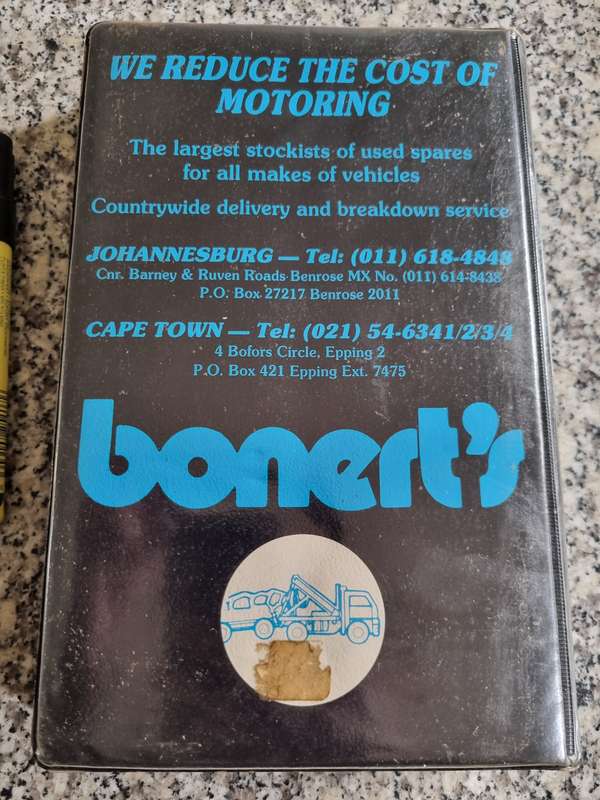 WE REDUCE THE COST OF
MOTORING
The largest stockists of used spares
for all makes of vehicles
Countrywide delivery and breakdown service
JOHANNESBURG — Tel: (011) 618-4848
Cnr. Barney & Ruven Roads Benrose MX No. (011) 614-8438
P.O. Box 27217 Benrose 2011
CAPE TOWN — Tel: (021) 54-6341/2/3/4
4 Bofors Circle, Epping 2
P.O. Box 421 Epping Ext. 7475
bonert's